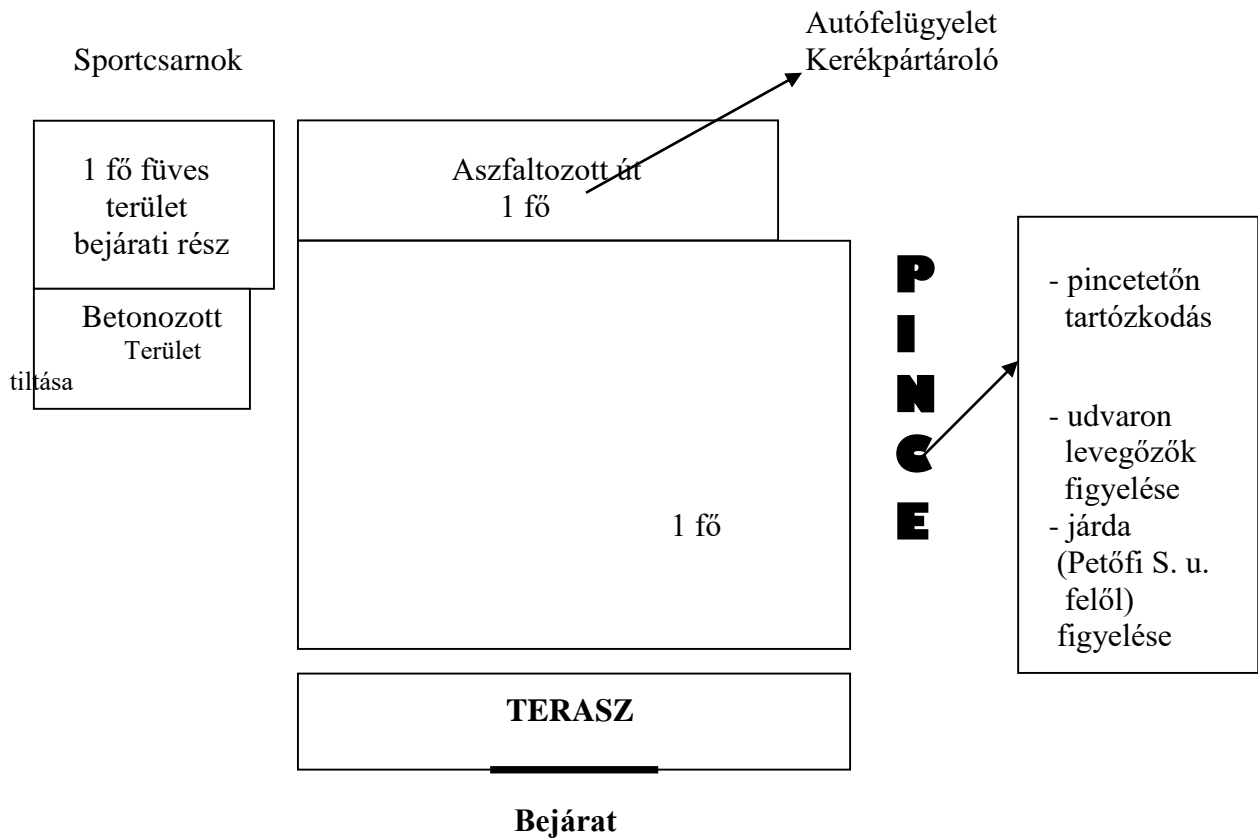 Sportcsarnok
Autófelügyelet
Kerékpártároló
1 fő füves
terület
bejárati rész
Aszfaltozott út
1 fő
Betonozott
Terület
tiltása
1 fő
PINCE
- pincetetőn
tartózkodás
- udvaron
levegőzők
figyelése
- járda
(Petőfi S. u.
felől)
figyelése
TERASZ
Bejárat